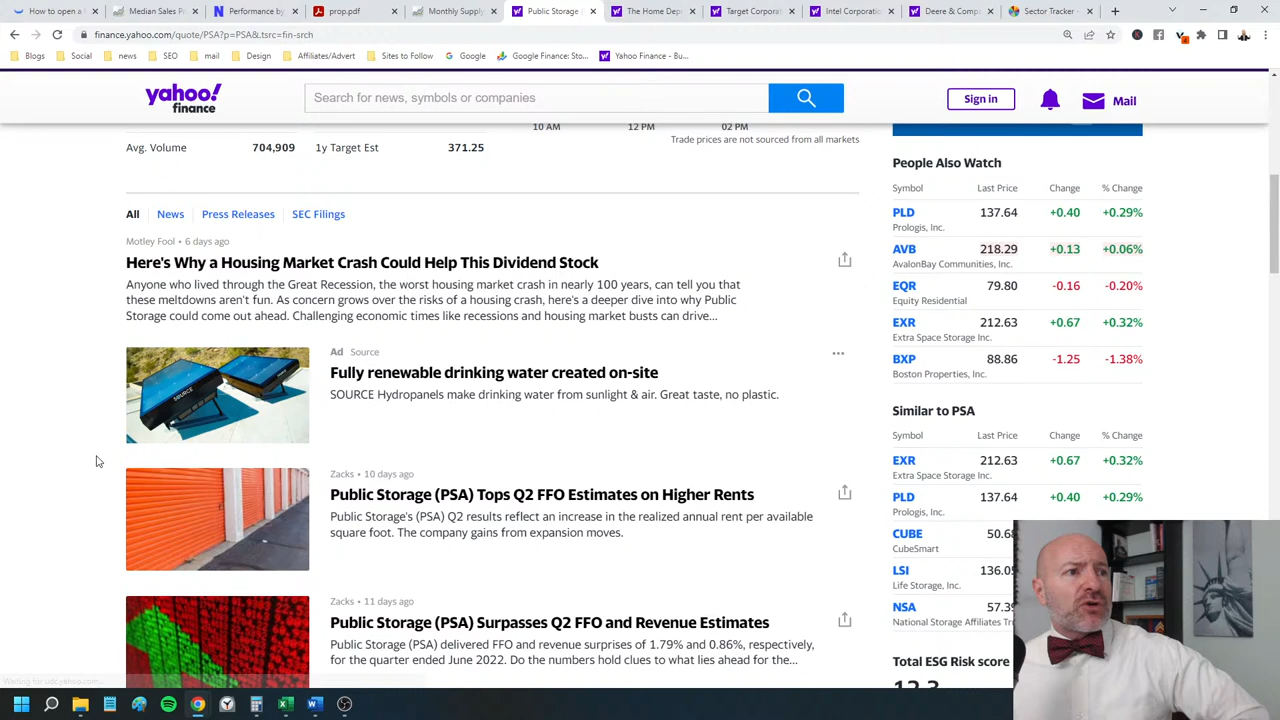 Median Sales P
Performance by
prop.pdf
Monthly Supply
Public Storage
The Home Dep
Target Corporat
Intel Corporatio
Deere & Comp
Sector Tracker -
finance.yahoo.com/quote/PSA?p=PSA&.tsrc=fin-srch
Blogs
Social
news
SEO
mail
Design
Affiliates/Advert
Sites to Follow
Google
Google Finance: Sto...
Yahoo Finance - Bu...
yahoo!
finance
Search for news, symbols or companies
Sign in
Mail
10 AM 12 PM 02 PM
Trade prices are not sourced from all markets
Avg. Volume 704,909 1y Target Est 371.25
All News Press Releases SEC Filings
Motley Fool • 6 days ago
Here's Why a Housing Market Crash Could Help This Dividend Stock
Anyone who lived through the Great Recession, the worst housing market crash in nearly 100 years, can tell you that
these meltdowns aren't fun. As concern grows over the risks of a housing crash, here's a deeper dive into why Public
Storage could come out ahead. Challenging economic times like recessions and housing market busts can drive...
Ad Source
Fully renewable drinking water created on-site
SOURCE Hydropanels make drinking water from sunlight & air. Great taste, no plastic.
SOURCE
Zacks • 10 days ago
Public Storage (PSA) Tops Q2 FFO Estimates on Higher Rents
Public Storage's (PSA) Q2 results reflect an increase in the realized annual rent per available
square foot. The company gains from expansion moves.
Zacks • 11 days ago
Public Storage (PSA) Surpasses Q2 FFO and Revenue Estimates
Public Storage (PSA) delivered FFO and revenue surprises of 1.79% and 0.86%, respectively,
for the quarter ended June 2022. Do the numbers hold clues to what lies ahead for the...
Waiting for udc.yahoo.com...
People Also Watch
Symbol Last Price Change % Change
PLD 137.64 +0.40 +0.29%
Prologis, Inc.
AVB 218.29 +0.13 +0.06%
AvalonBay Communities, Inc.
EQR 79.80 -0.16 -0.20%
Equity Residential
EXR 212.63 +0.67 +0.32%
Extra Space Storage Inc.
BXP 88.86 -1.25 -1.38%
Boston Properties, Inc.
Similar to PSA
Symbol Last Price Change % Change
EXR 212.63 +0.67 +0.32%
Extra Space Storage Inc.
PLD 137.64 +0.40 +0.29%
Prologis, Inc.
CUBE 50.68
CubeSmart
LSI 136.05
Life Storage, Inc.
NSA 57.39
National Storage Affiliates Tr
Total ESG Risk score
12.3